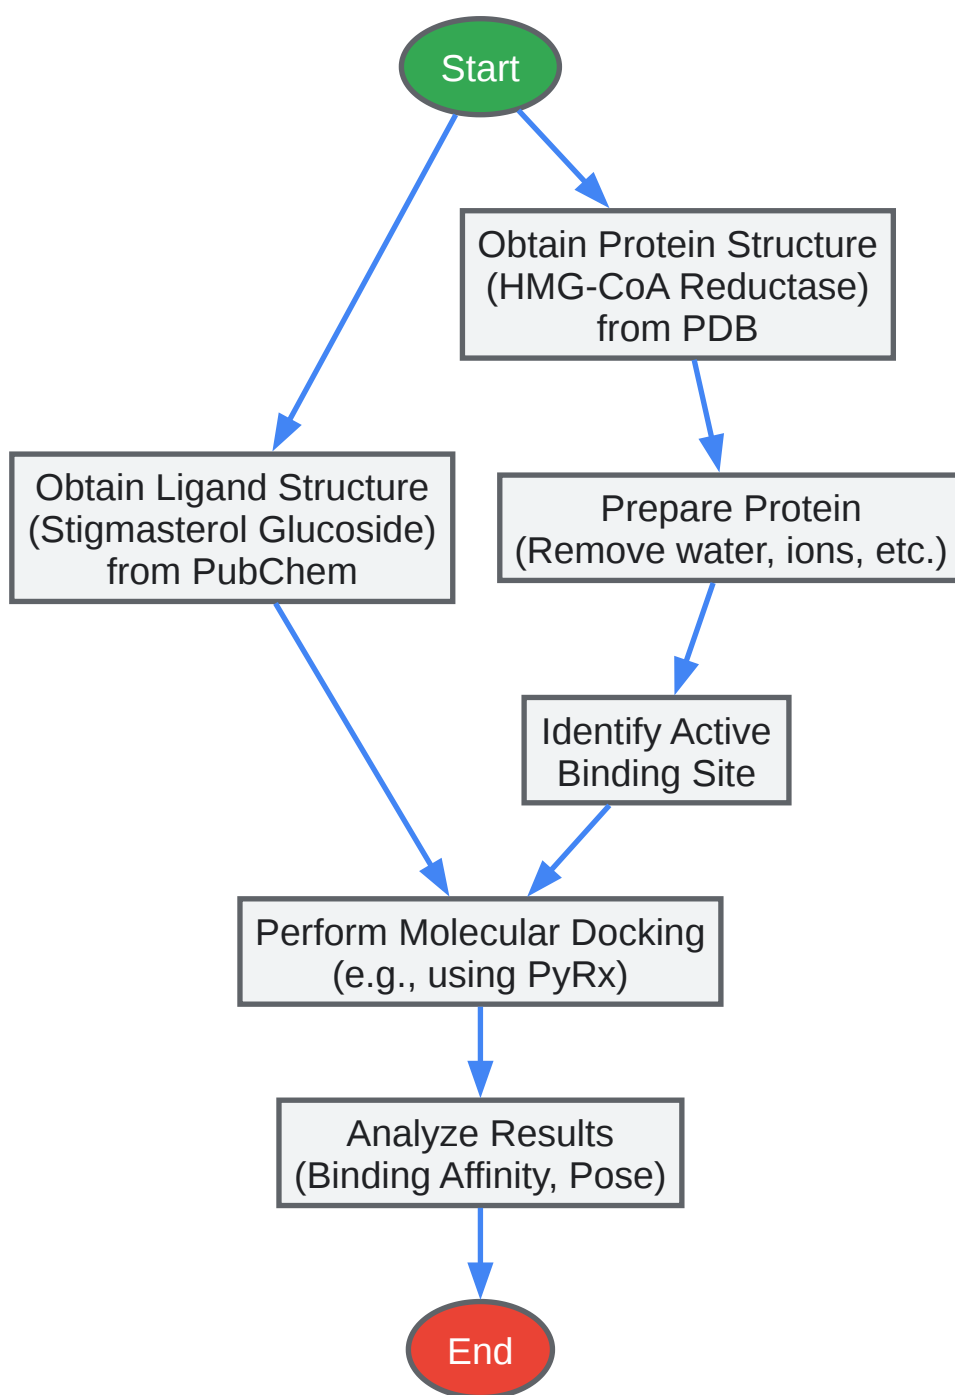 Start
Obtain Protein Structure
(HMG-CoA Reductase)
from PDB
Obtain Ligand Structure
(Stigmasterol Glucoside)
from PubChem
Prepare Protein
(Remove water, ions, etc.)
Identify Active
Binding Site
Perform Molecular Docking
(e.g., using PyRx)
Analyze Results
(Binding Affinity, Pose)
End